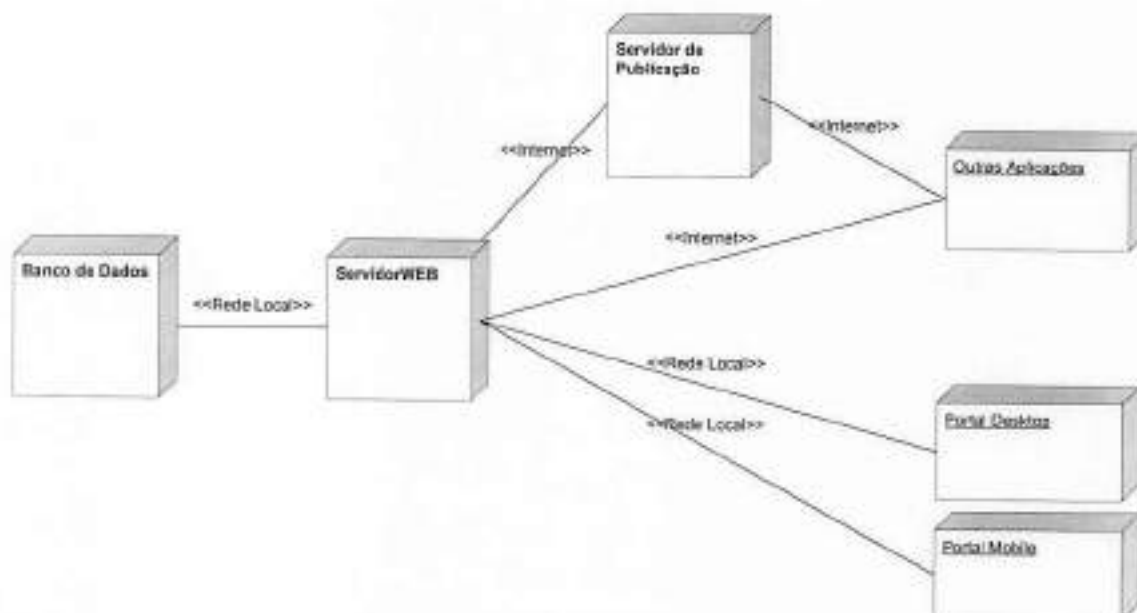 Servidor de
Publicação
<<Internet>>
<<Internet>>
Outras Aplicações
<<Internet>>
Banco de Dados
ServidorWEB
<<Rede Local>>
<<Rede Local>>
Portal Desktop
<<Rede Local>>
Portal Mobile